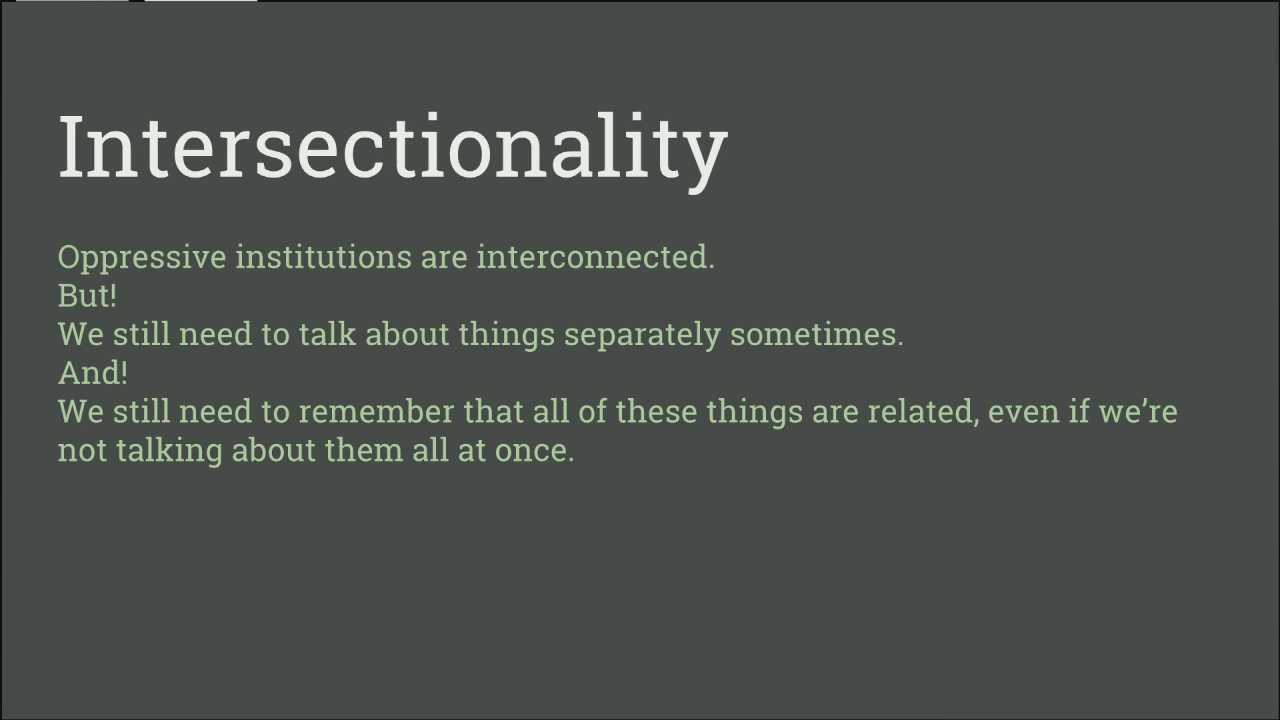 Intersectionality
Oppressive institutions are interconnected.
But!
We still need to talk about things separately sometimes.
And!
We still need to remember that all of these things are related, even if we’re
not talking about them all at once.